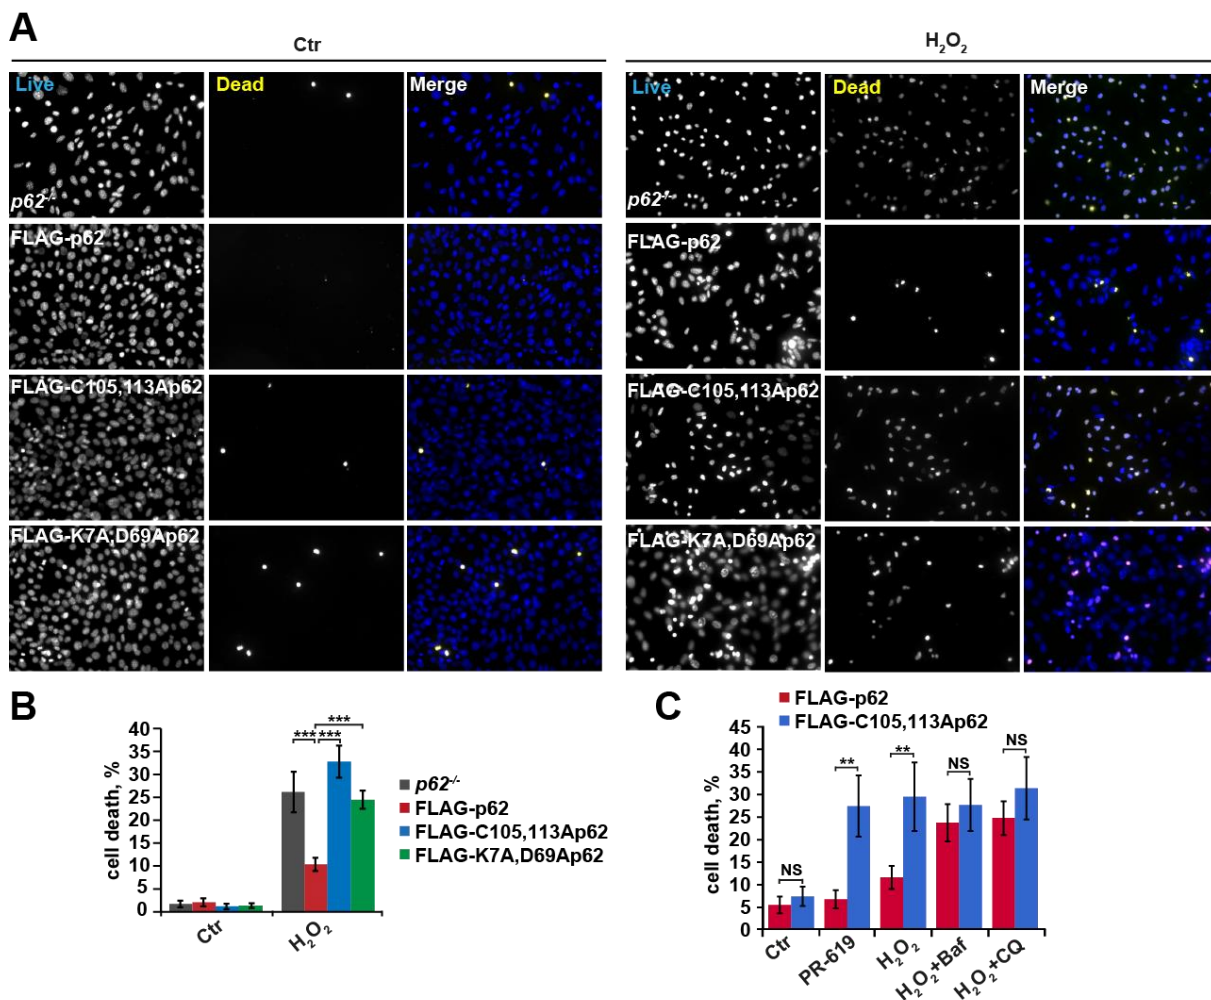 A
Ctr
H2O2
Live Dead Merge
Live Dead Merge
p62-/-
p62-/-
FLAG-p62
FLAG-p62
FLAG-C105,113Ap62
FLAG-C105,113Ap62
FLAG-K7A,D69Ap62
FLAG-K7A,D69Ap62
B
cell death, %
40
35
30
25
20
15
10
5
0
*** ***
***
Ctr
H2O2
p62-/-
FLAG-p62
FLAG-C105,113Ap62
FLAG-K7A,D69Ap62
C
FLAG-p62
FLAG-C105,113Ap62
cell death, %
45
40
35
30
25
20
15
10
5
0
NS
**
**
NS
NS
Ctr
PR-619
H2O2
H2O2+Baf
H2O2+CQ